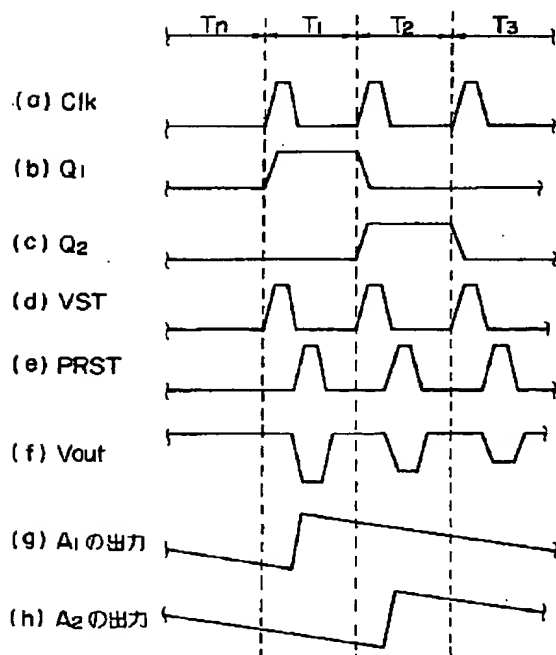 Tn T1 T2 T3
(a) Clk
(b) Q1
(c) Q2
(d) VST
(e) PRST
(f) Vout
(g) A1の出力
(h) A2の出力